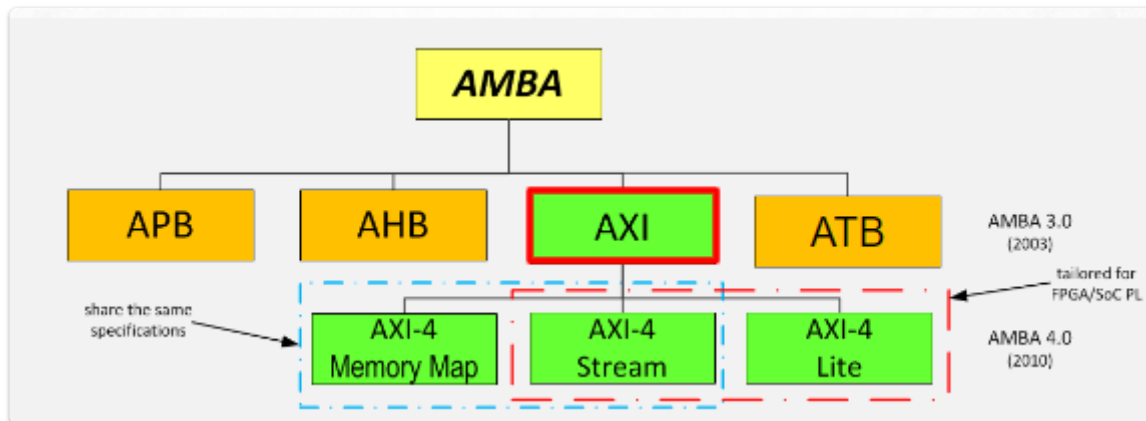 AMBA
APB
AHB
AXI
ATB
AMBA 3.0
(2003)
tailored for
FPGA/SoC PL
share the same
specifications
AXI-4
Memory Map
AXI-4
Stream
AXI-4
Lite
AMBA 4.0
(2010)